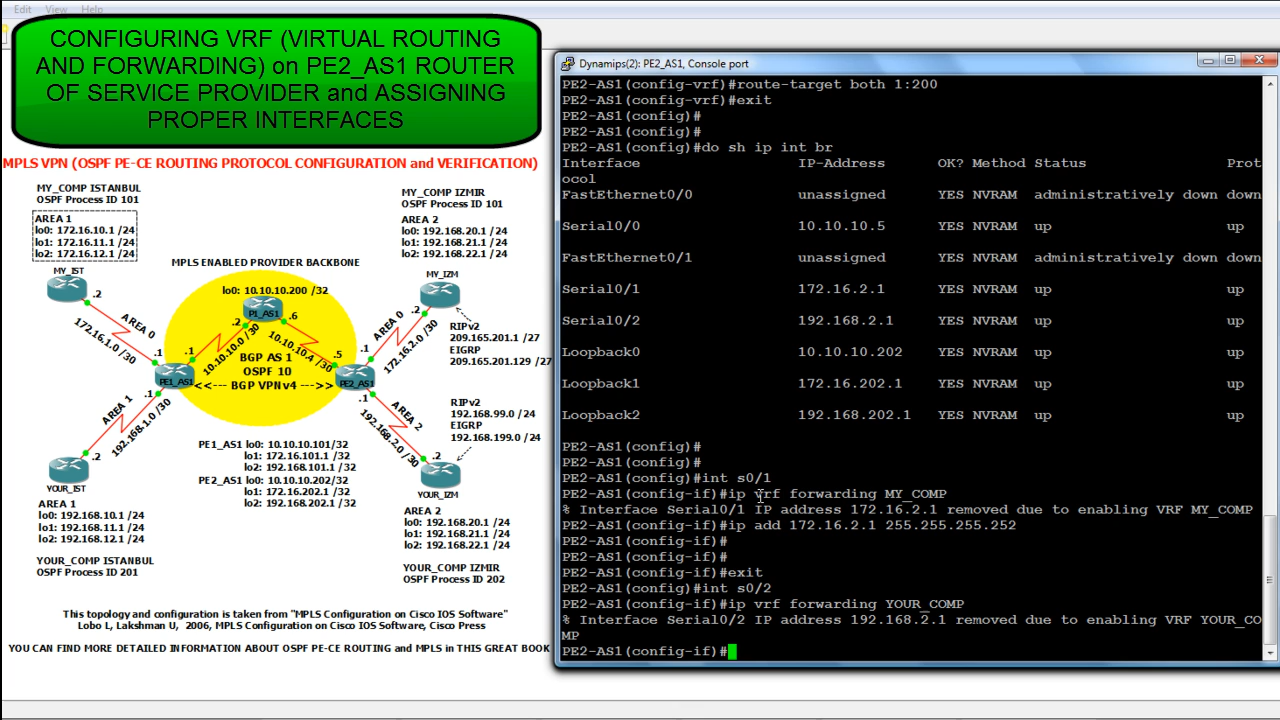 Edit View Help
CONFIGURING VRF (VIRTUAL ROUTING
AND FORWARDING) on PE2_AS1 ROUTER
OF SERVICE PROVIDER and ASSIGNING
PROPER INTERFACES
MPLS VPN (OSPF PE-CE ROUTING PROTOCOL CONFIGURATION and VERIFICATION)
MY_COMP ISTANBUL
OSPF Process ID 101
AREA 1
lo0: 172.16.10.1 /24
lo1: 172.16.11.1 /24
lo2: 172.16.12.1 /24
MY_IST
.2
AREA 0
172.16.1.0 /30
.1
MPLS ENABLED PROVIDER BACKBONE
lo0: 10.10.10.200 /32
P1_AS1
.2
.6
10.10.10.0 /30
10.10.10.4 /30
.1
.5
BGP AS 1
OSPF 10
<<--- BGP VPNv4 --->>
PE1_AS1
PE2_AS1
MY_COMP IZMIR
OSPF Process ID 101
AREA 2
lo0: 192.168.20.1 /24
lo1: 192.168.21.1 /24
lo2: 192.168.22.1 /24
MY_IZM
.2
AREA 0
172.16.2.0 /30
.1
RIPv2
209.165.201.1 /27
EIGRP
209.165.201.129 /27
.1
AREA 1
192.168.1.0 /30
.2
YOUR_IST
AREA 1
lo0: 192.168.10.1 /24
lo1: 192.168.11.1 /24
lo2: 192.168.12.1 /24
YOUR_COMP ISTANBUL
OSPF Process ID 201
PE1_AS1 lo0: 10.10.10.101/32
lo1: 172.16.101.1 /32
lo2: 192.168.101.1 /32
PE2_AS1 lo0: 10.10.10.202/32
lo1: 172.16.202.1 /32
lo2: 192.168.202.1 /32
.1
AREA 2
192.168.2.0 /30
.2
RIPv2
192.168.99.0 /24
EIGRP
192.168.199.0 /24
YOUR_IZM
AREA 2
lo0: 192.168.20.1 /24
lo1: 192.168.21.1 /24
lo2: 192.168.22.1 /24
YOUR_COMP IZMIR
OSPF Process ID 202
This topology and configuration is taken from "MPLS Configuration on Cisco IOS Software"
Lobo L, Lakshman U, 2006, MPLS Configuration on Cisco IOS Software, Cisco Press
YOU CAN FIND MORE DETAILED INFORMATION ABOUT OSPF PE-CE ROUTING and MPLS in THIS GREAT BOOK
Dynamips(2): PE2_AS1, Console port
PE2-AS1(config-vrf)#route-target both 1:200
PE2-AS1(config-vrf)#exit
PE2-AS1(config)#
PE2-AS1(config)#
PE2-AS1(config)#do sh ip int br
Interface IP-Address OK? Method Status Prot
ocol
FastEthernet0/0 unassigned YES NVRAM administratively down down
Serial0/0 10.10.10.5 YES NVRAM up up
FastEthernet0/1 unassigned YES NVRAM administratively down down
Serial0/1 172.16.2.1 YES NVRAM up up
Serial0/2 192.168.2.1 YES NVRAM up up
Loopback0 10.10.10.202 YES NVRAM up up
Loopback1 172.16.202.1 YES NVRAM up up
Loopback2 192.168.202.1 YES NVRAM up up
PE2-AS1(config)#
PE2-AS1(config)#
PE2-AS1(config)#int s0/1
PE2-AS1(config-if)#ip vrf forwarding MY_COMP
% Interface Serial0/1 IP address 172.16.2.1 removed due to enabling VRF MY_COMP
PE2-AS1(config-if)#ip add 172.16.2.1 255.255.255.252
PE2-AS1(config-if)#
PE2-AS1(config-if)#
PE2-AS1(config-if)#exit
PE2-AS1(config)#int s0/2
PE2-AS1(config-if)#ip vrf forwarding YOUR_COMP
% Interface Serial0/2 IP address 192.168.2.1 removed due to enabling VRF YOUR_CO
MP
PE2-AS1(config-if)#